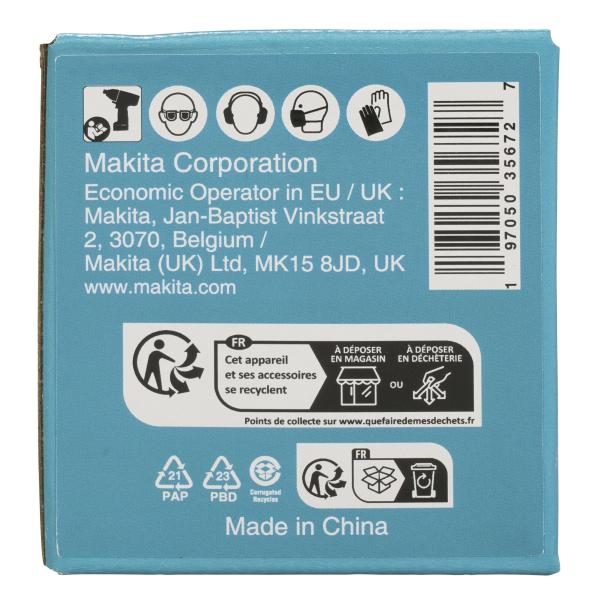 Makita Corporation
Economic Operator in EU / UK :
Makita, Jan-Baptist Vinkstraat
2, 3070, Belgium /
Makita (UK) Ltd, MK15 8JD, UK
www.makita.com
1 97050 35672 7
FR
Cet appareil
et ses accessoires
se recyclent
À DÉPOSER
EN MAGASIN
OU
À DÉPOSER
EN DÉCHÈTERIE
Points de collecte sur www.quefairedemesdechets.fr
21
PAP
23
PBD
Corrugated
Recycles
FR
Made in China